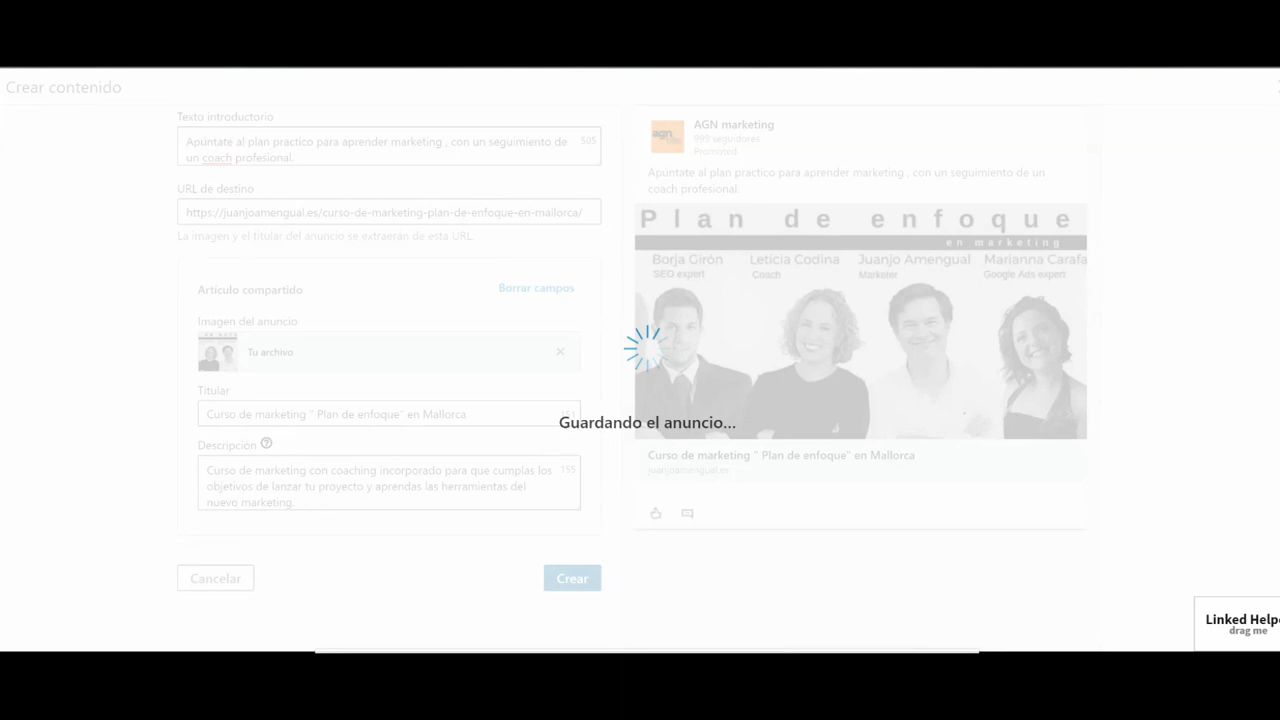 Crear contenido
Texto introductorio
Apúntate al plan practico para aprender marketing , con un seguimiento de
505
un coach profesional.
URL de destino
https://juanjoamengual.es/curso-de-marketing-plan-de-enfoque-en-mallorca/
La imagen y el titular del anuncio se extraerán de esta URL.
Artículo compartido
Borrar campos
Imagen del anuncio
Tu archivo
Titular
Curso de marketing " Plan de enfoque" en Mallorca
151
Descripción
Curso de marketing con coaching incorporado para que cumplas los
155
objetivos de lanzar tu proyecto y aprendas las herramientas del
nuevo marketing.
Cancelar
Crear
Guardando el anuncio...
agn
AGN marketing
992 seguidores
Promoted
Apúntate al plan practico para aprender marketing , con un seguimiento de un
coach profesional.
Plan de enfoque
en marketing
Borja Girón
Leticia Codina
Juanjo Amengual
Marianna Carafa
SEO expert
Coach
Marketer
Google Ads expert
Curso de marketing " Plan de enfoque" en Mallorca
juanjoamengual.es
Linked Helpe
drag me